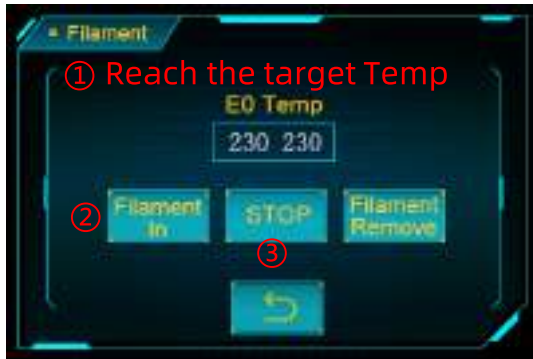 Filament
① Reach the target Temp
E0 Temp
230 230
② Filament In
STOP
Filament Remove
③